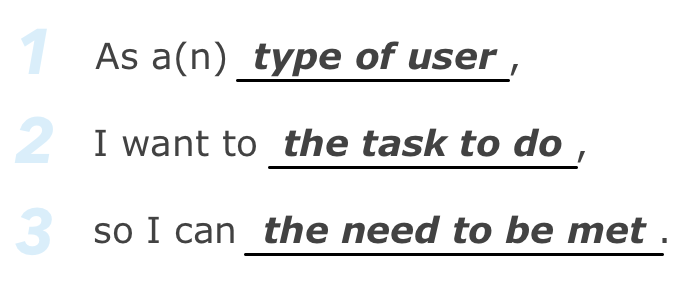 1 As a(n) type of user,
2 I want to the task to do,
3 so I can the need to be met.